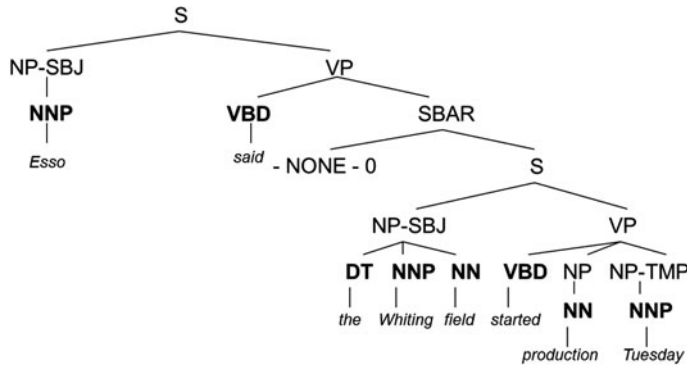 S
NP-SBJ VP
NNP VBD SBAR
Esso said - NONE - 0 S
NP-SBJ VP
DT NNP NN VBD NP NP-TMP
the Whiting field started NN NNP
production Tuesday